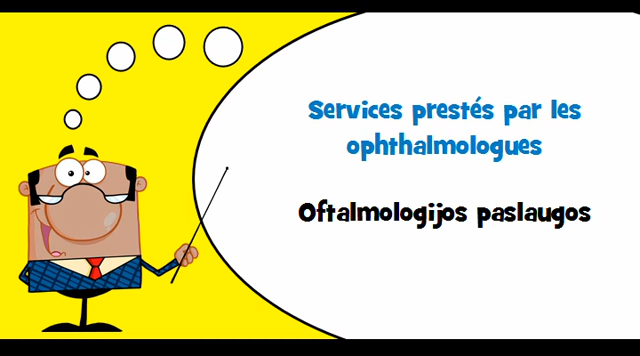 Services prestés par les
ophthalmologues
Oftalmologijos paslaugos